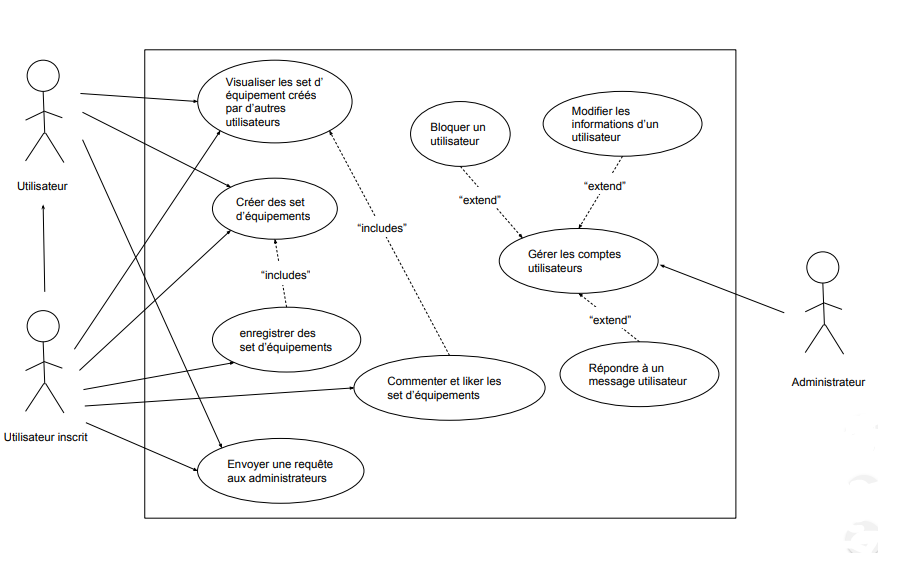 Visualiser les set d'
équipement créés
par d'autres
utilisateurs
Bloquer un
utilisateur
Modifier les
informations d'un
utilisateur
Utilisateur
"extend"
"extend"
Créer des set
d'équipements
"includes"
Gérer les comptes
utilisateurs
"includes"
"extend"
enregistrer des
set d'équipements
Répondre à un
message utilisateur
Commenter et liker les
set d'équipements
Administrateur
Utilisateur inscrit
Envoyer une requête
aux administrateurs